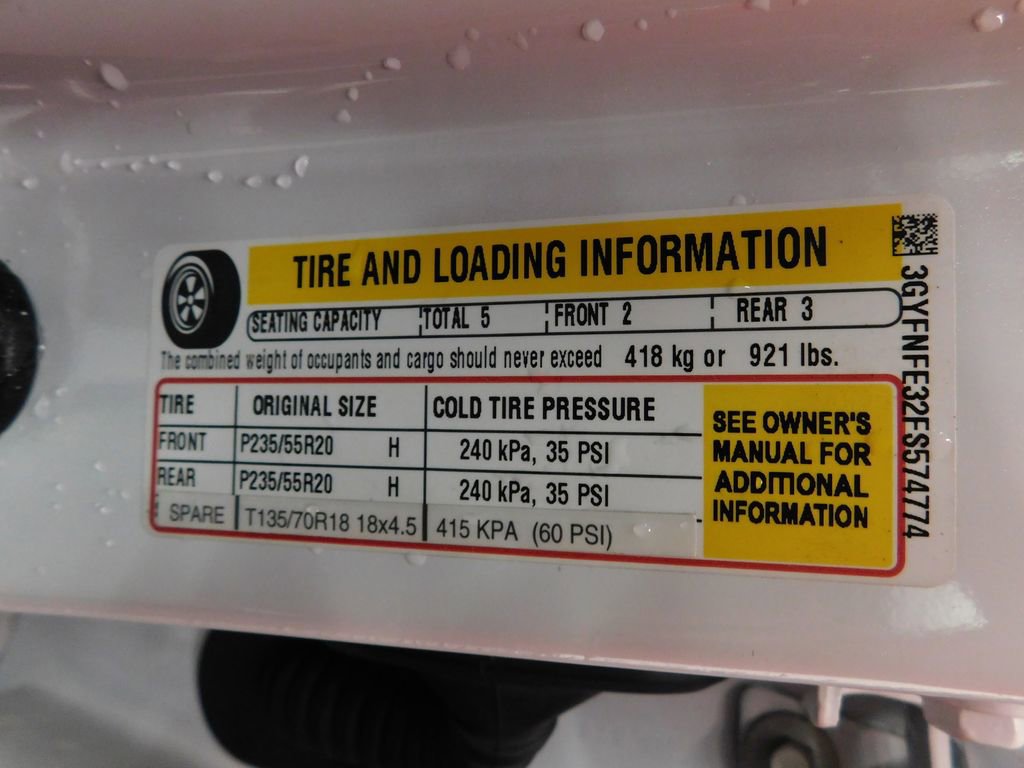 TIRE AND LOADING INFORMATION
SEATING CAPACITY TOTAL 5 FRONT 2 REAR 3
The combined weight of occupants and cargo should never exceed 418 kg or 921 lbs.
TIRE ORIGINAL SIZE COLD TIRE PRESSURE
FRONT P235/55R20 H 240 kPa, 35 PSI
REAR P235/55R20 H 240 kPa, 35 PSI
SPARE T135/70R18 18x4.5 415 KPA (60 PSI)
SEE OWNER'S
MANUAL FOR
ADDITIONAL
INFORMATION
3GYFNFE32FS574774